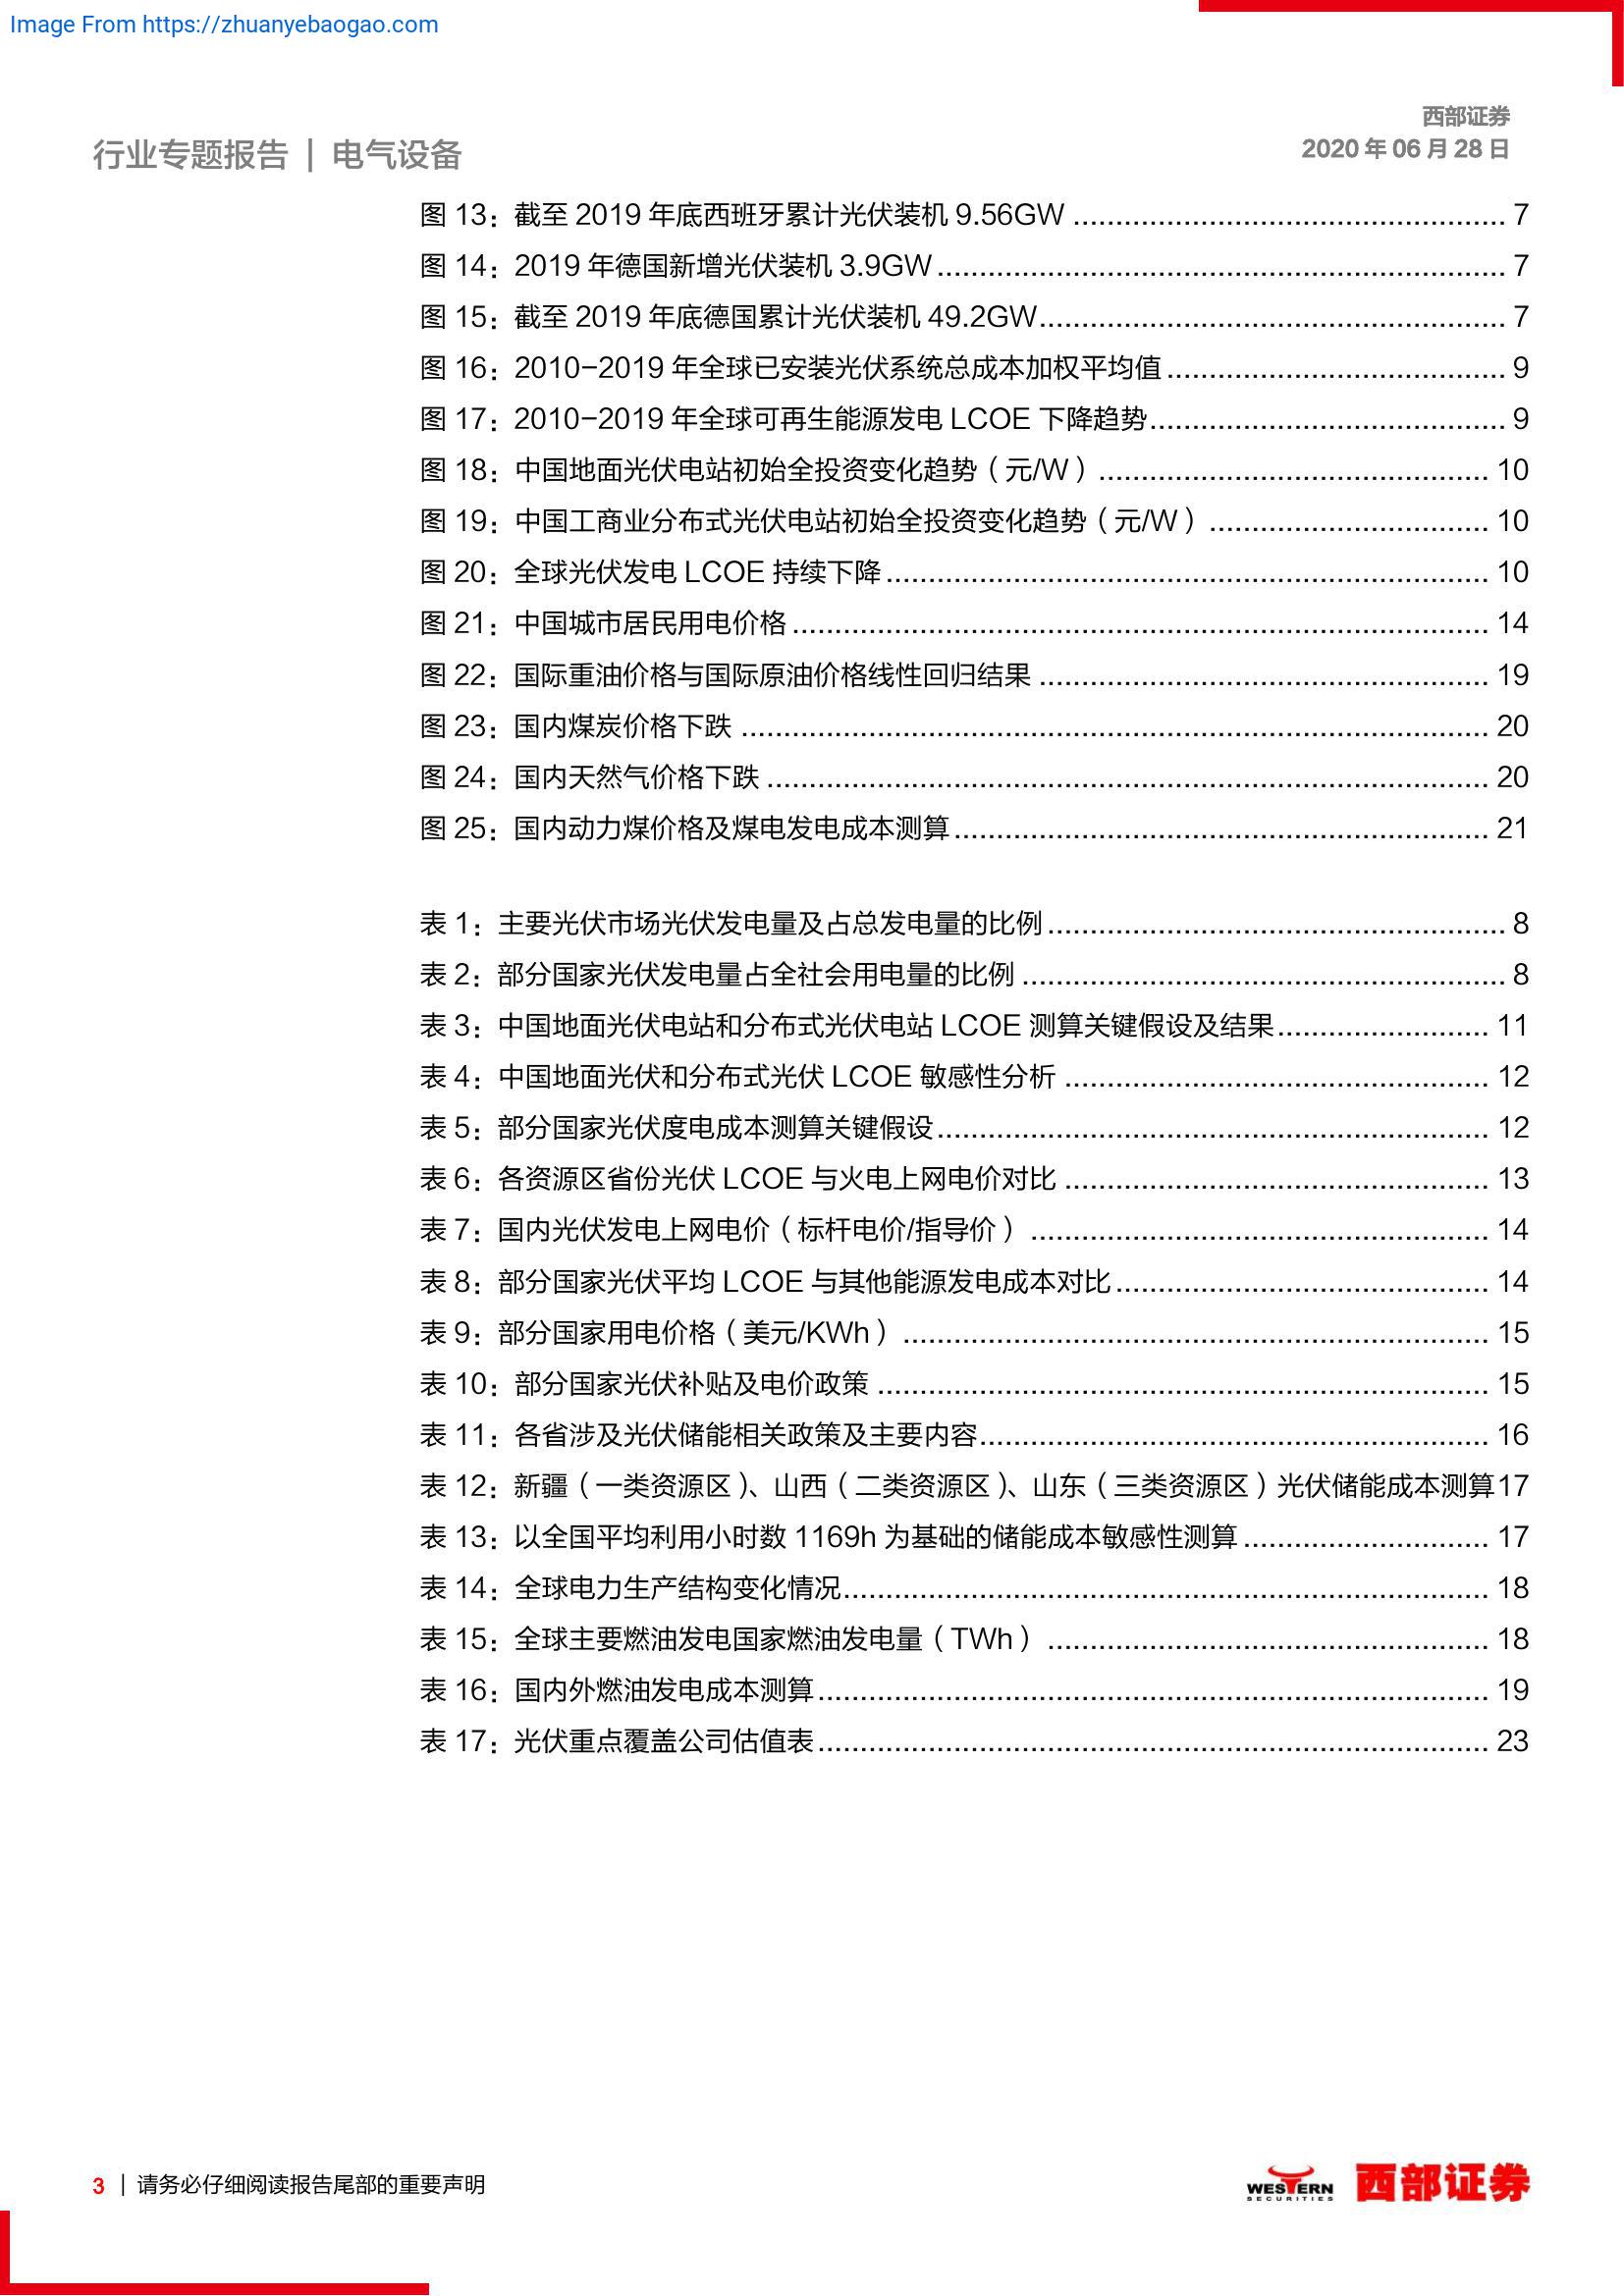 Image From https://zhuanyebaogao.com
西部证券
行业专题报告 | 电气设备
2020 年 06 月 28 日
图 13：截至 2019 年底西班牙累计光伏装机 9.56GW ........ 7
图 14：2019 年德国新增光伏装机 3.9GW ........ 7
图 15：截至 2019 年底德国累计光伏装机 49.2GW ........ 7
图 16：2010-2019 年全球已安装光伏系统总成本加权平均值 ........ 9
图 17：2010-2019 年全球可再生能源发电 LCOE 下降趋势 ........ 9
图 18：中国地面光伏电站初始全投资变化趋势（元/W） ........ 10
图 19：中国工商业分布式光伏电站初始全投资变化趋势（元/W） ........ 10
图 20：全球光伏发电 LCOE 持续下降 ........ 10
图 21：中国城市居民用电价格 ........ 14
图 22：国际重油价格与国际原油价格线性回归结果 ........ 19
图 23：国内煤炭价格下跌 ........ 20
图 24：国内天然气价格下跌 ........ 20
图 25：国内动力煤价格及煤电发电成本测算 ........ 21
表 1：主要光伏市场光伏发电量及占总发电量的比例 ........ 8
表 2：部分国家光伏发电量占全社会用电量的比例 ........ 8
表 3：中国地面光伏电站和分布式光伏电站 LCOE 测算关键假设及结果 ........ 11
表 4：中国地面光伏和分布式光伏 LCOE 敏感性分析 ........ 12
表 5：部分国家光伏度电成本测算关键假设 ........ 12
表 6：各资源区省份光伏 LCOE 与火电上网电价对比 ........ 13
表 7：国内光伏发电上网电价（标杆电价/指导价） ........ 14
表 8：部分国家光伏平均 LCOE 与其他能源发电成本对比 ........ 14
表 9：部分国家用电价格（美元/KWh） ........ 15
表 10：部分国家光伏补贴及电价政策 ........ 15
表 11：各省涉及光伏储能相关政策及主要内容 ........ 16
表 12：新疆（一类资源区）、山西（二类资源区）、山东（三类资源区）光伏储能成本测算17
表 13：以全国平均利用小时数 1169h 为基础的储能成本敏感性测算 ........ 17
表 14：全球电力生产结构变化情况 ........ 18
表 15：全球主要燃油发电国家燃油发电量（TWh） ........ 18
表 16：国内外燃油发电成本测算 ........ 19
表 17：光伏重点覆盖公司估值表 ........ 23
3 | 请务必仔细阅读报告尾部的重要声明
WESTERN
SECURITIES
西部证券